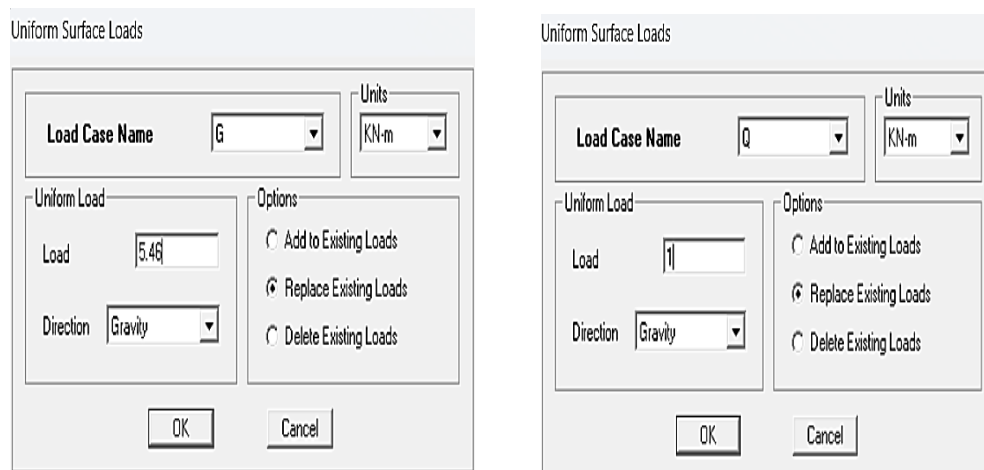 Uniform Surface Loads
Units
Load Case Name G KN-m
Uniform Load Options
Load 5.46 Add to Existing Loads
Replace Existing Loads
Direction Gravity Delete Existing Loads
OK Cancel
Uniform Surface Loads
Units
Load Case Name Q KN-m
Uniform Load Options
Load 1 Add to Existing Loads
Replace Existing Loads
Direction Gravity Delete Existing Loads
OK Cancel